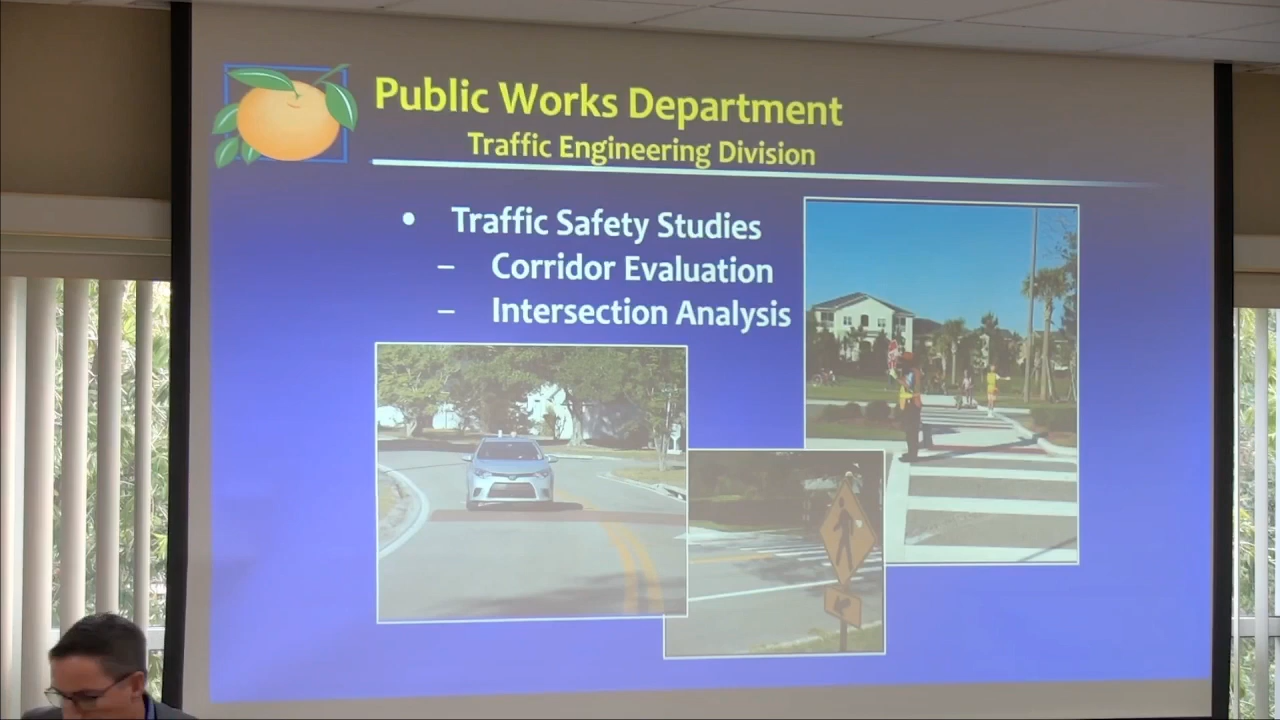 Public Works Department
Traffic Engineering Division
• Traffic Safety Studies
– Corridor Evaluation
– Intersection Analysis